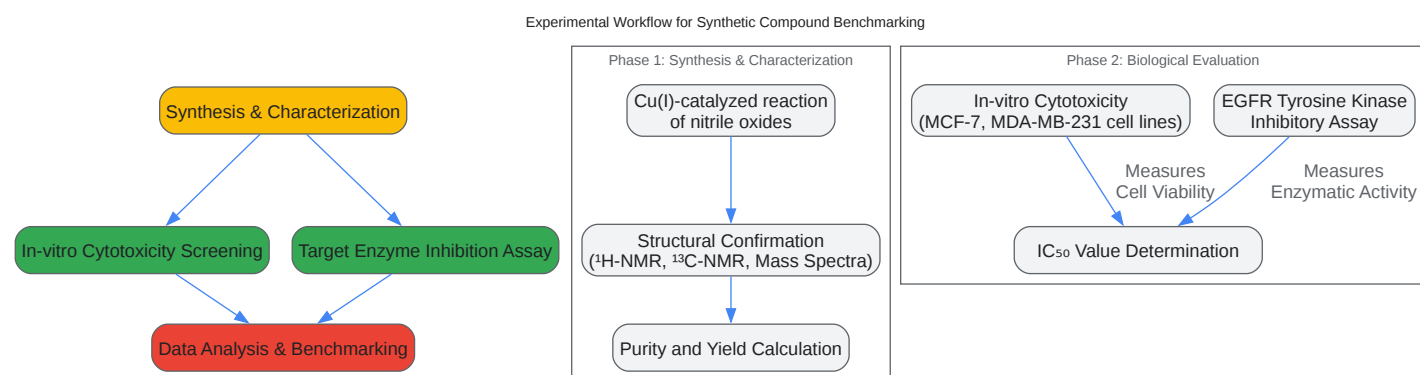 Experimental Workflow for Synthetic Compound Benchmarking
Synthesis & Characterization
In-vitro Cytotoxicity Screening
Target Enzyme Inhibition Assay
Data Analysis & Benchmarking
Phase 1: Synthesis & Characterization
Cu(I)-catalyzed reaction
of nitrile oxides
Structural Confirmation
(¹H-NMR, ¹³C-NMR, Mass Spectra)
Purity and Yield Calculation
Phase 2: Biological Evaluation
In-vitro Cytotoxicity
(MCF-7, MDA-MB-231 cell lines)
EGFR Tyrosine Kinase
Inhibitory Assay
Measures
Cell Viability
Measures
Enzymatic Activity
IC₅₀ Value Determination